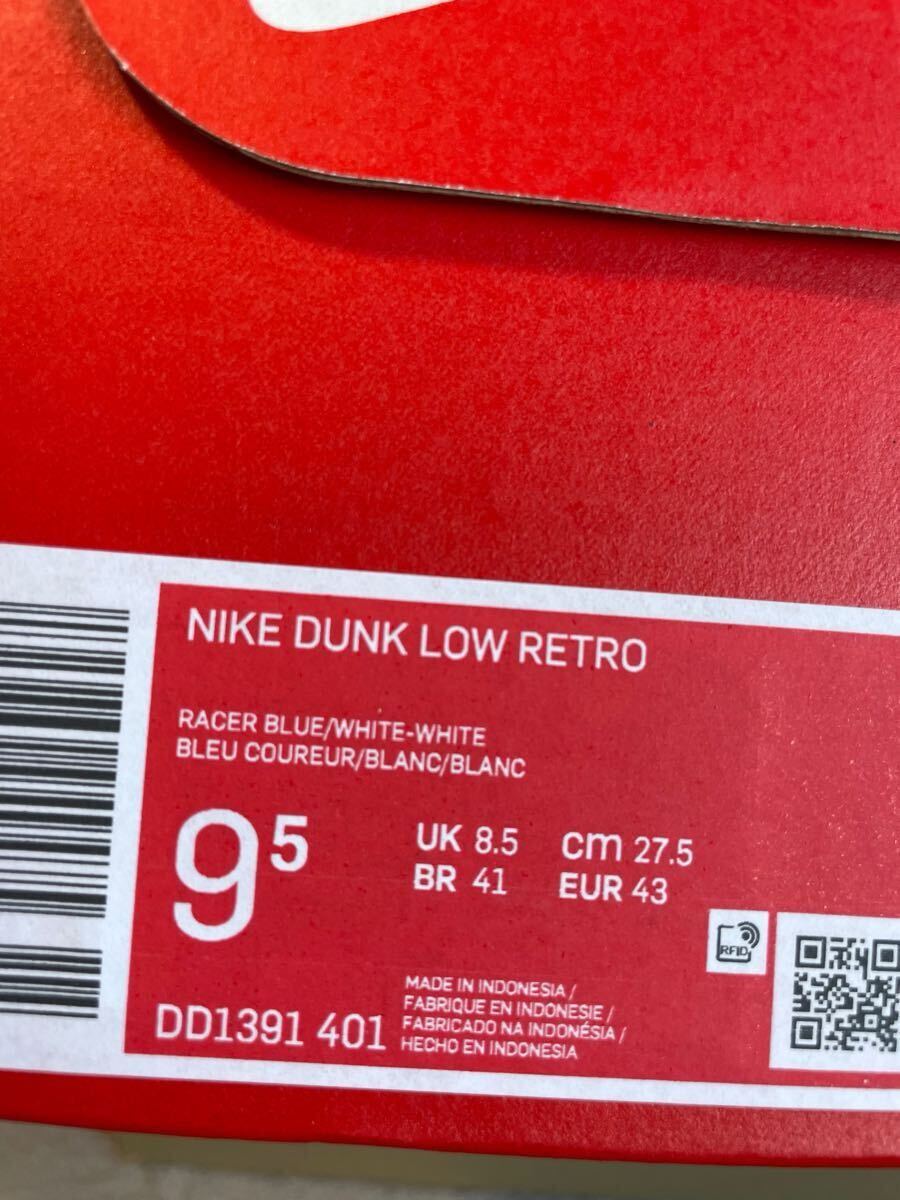 NIKE DUNK LOW RETRO
RACER BLUE/WHITE-WHITE
BLEU COUREUR/BLANC/BLANC
9⁵
UK 8.5 cm 27.5
BR 41 EUR 43
RFID
MADE IN INDONESIA /
FABRIQUE EN INDONESIE /
FABRICADO NA INDONÉSIA /
HECHO EN INDONESIA
DD1391 401